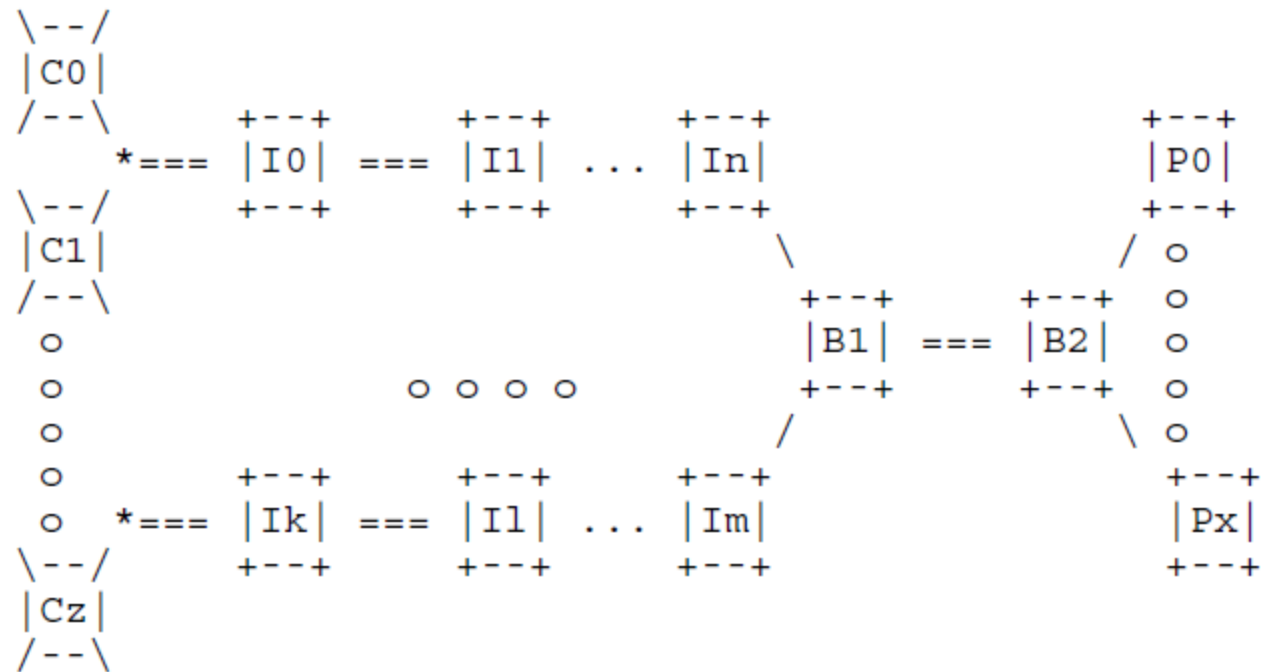 \--/
|C0|
/--\      +--+      +--+      +--+                 +--+
    *===  |I0| ===  |I1| ...  |In|                 |P0|
\--/      +--+      +--+      +--+                 +--+
|C1|                              \               / o
/--\                               +--+     +--+    o
 o                                 |B1| === |B2|    o
 o                o o o o          +--+     +--+    o
 o                                /               \ o
 o        +--+      +--+      +--+                  +--+
 o  *===  |Ik| ===  |Il| ...  |Im|                  |Px|
\--/      +--+      +--+      +--+                  +--+
|Cz|
/--\